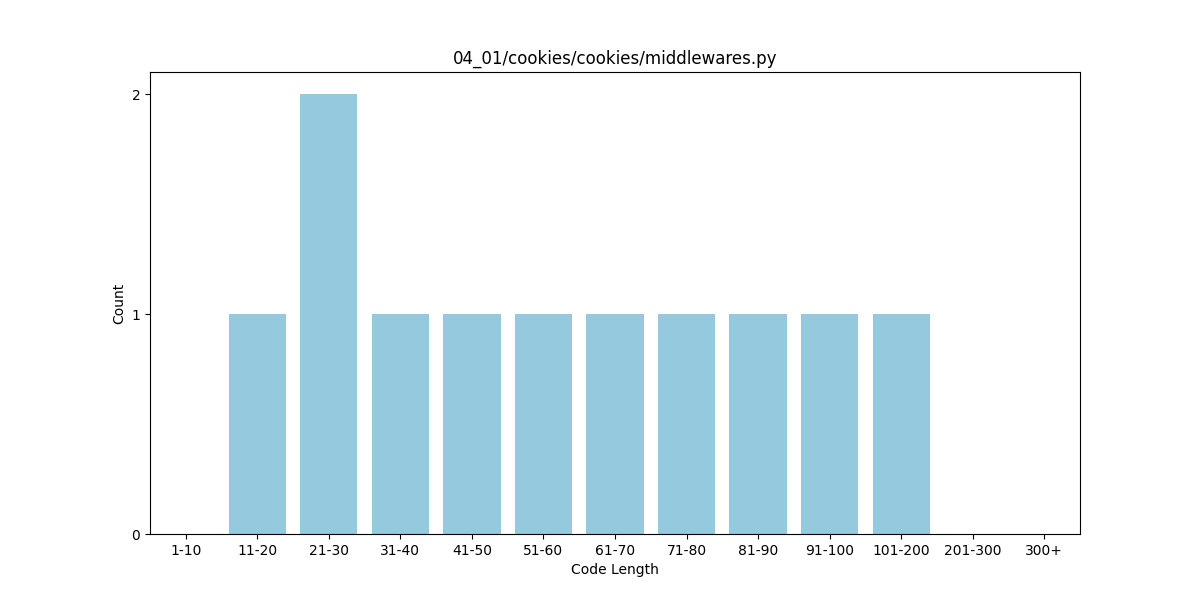 04_01/cookies/cookies/middlewares.py
2
1
0
Count
1-10 11-20 21-30 31-40 41-50 51-60 61-70 71-80 81-90 91-100 101-200 201-300 300+
Code Length